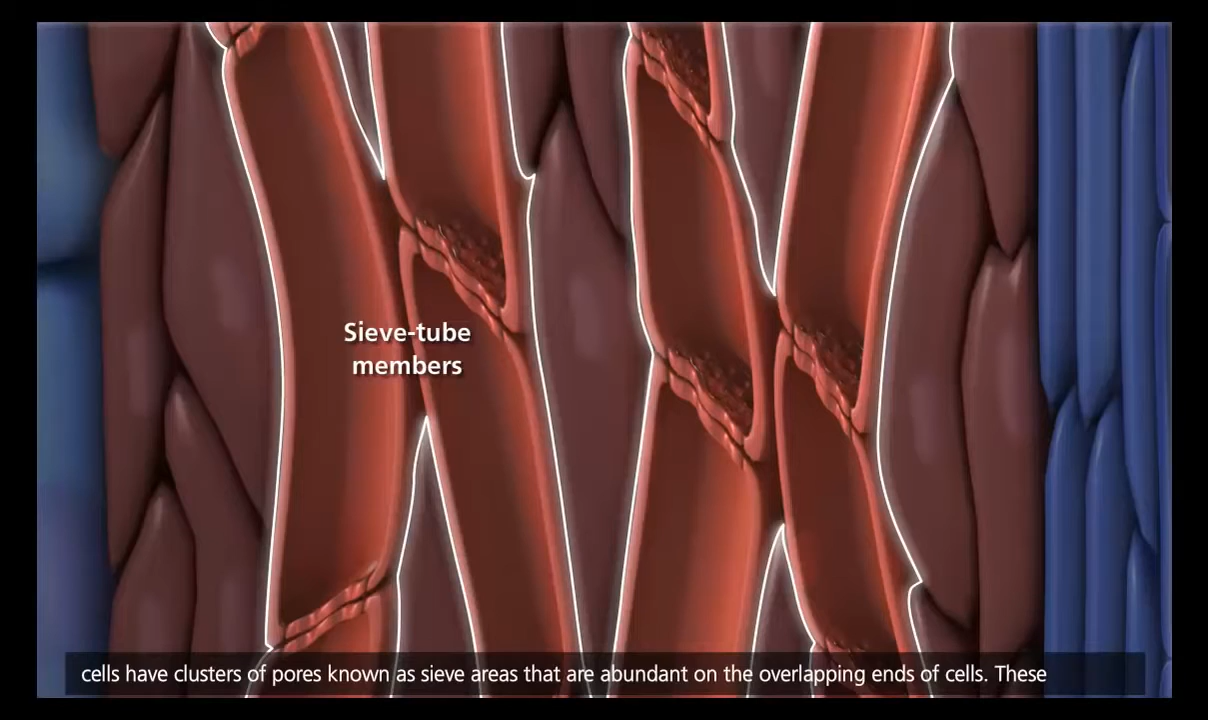 Sieve-tube
members
cells have clusters of pores known as sieve areas that are abundant on the overlapping ends of cells. These